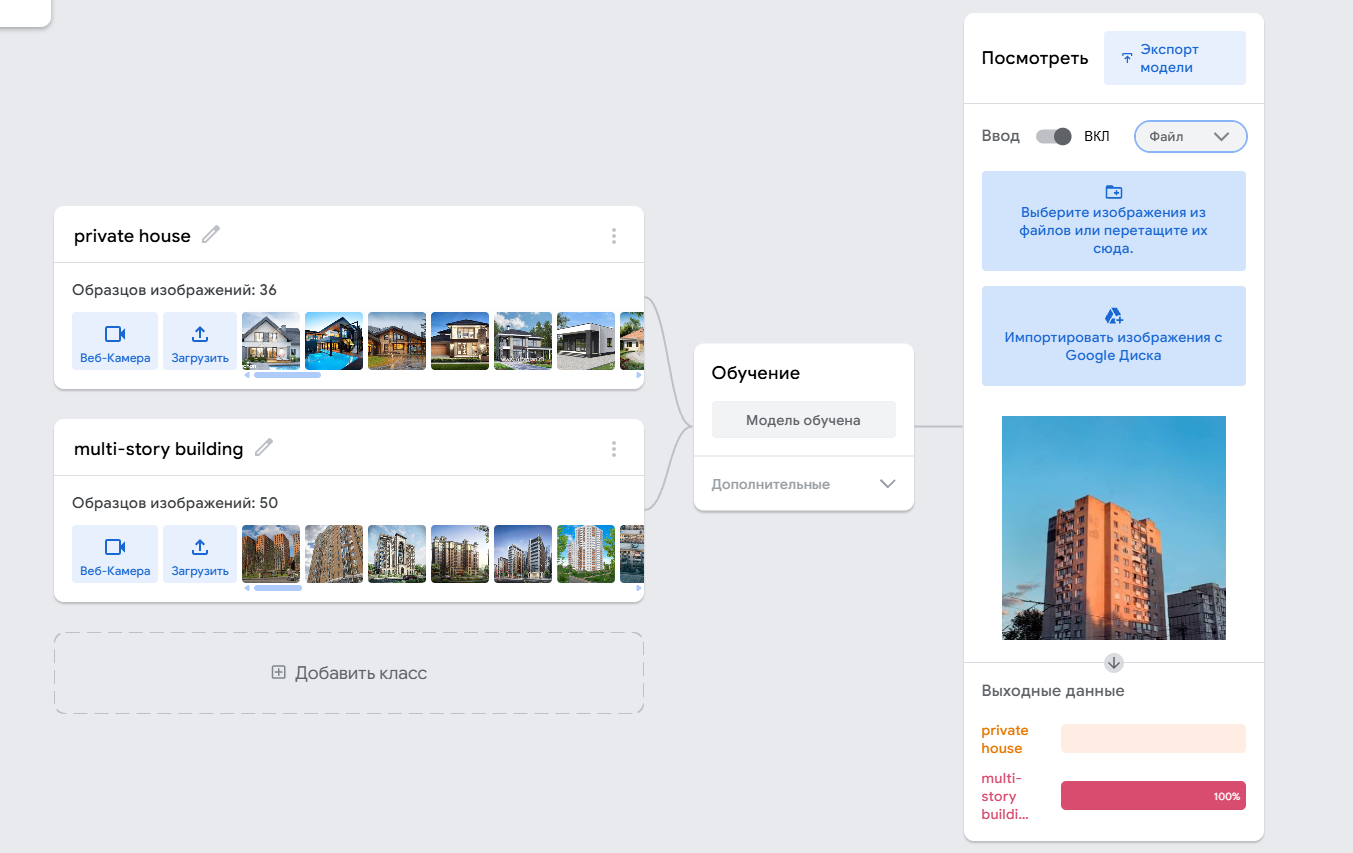 private house
Образцов изображений: 36
Веб-Камера
Загрузить
multi-story building
Образцов изображений: 50
Веб-Камера
Загрузить
Добавить класс
Обучение
Модель обучена
Дополнительные
Посмотреть
Экспорт
модели
Ввод
ВКЛ
Файл
Выберите изображения из
файлов или перетащите их
сюда.
Импортировать изображения с
Google Диска
Выходные данные
private
house
multi-
story
buildi...
100%